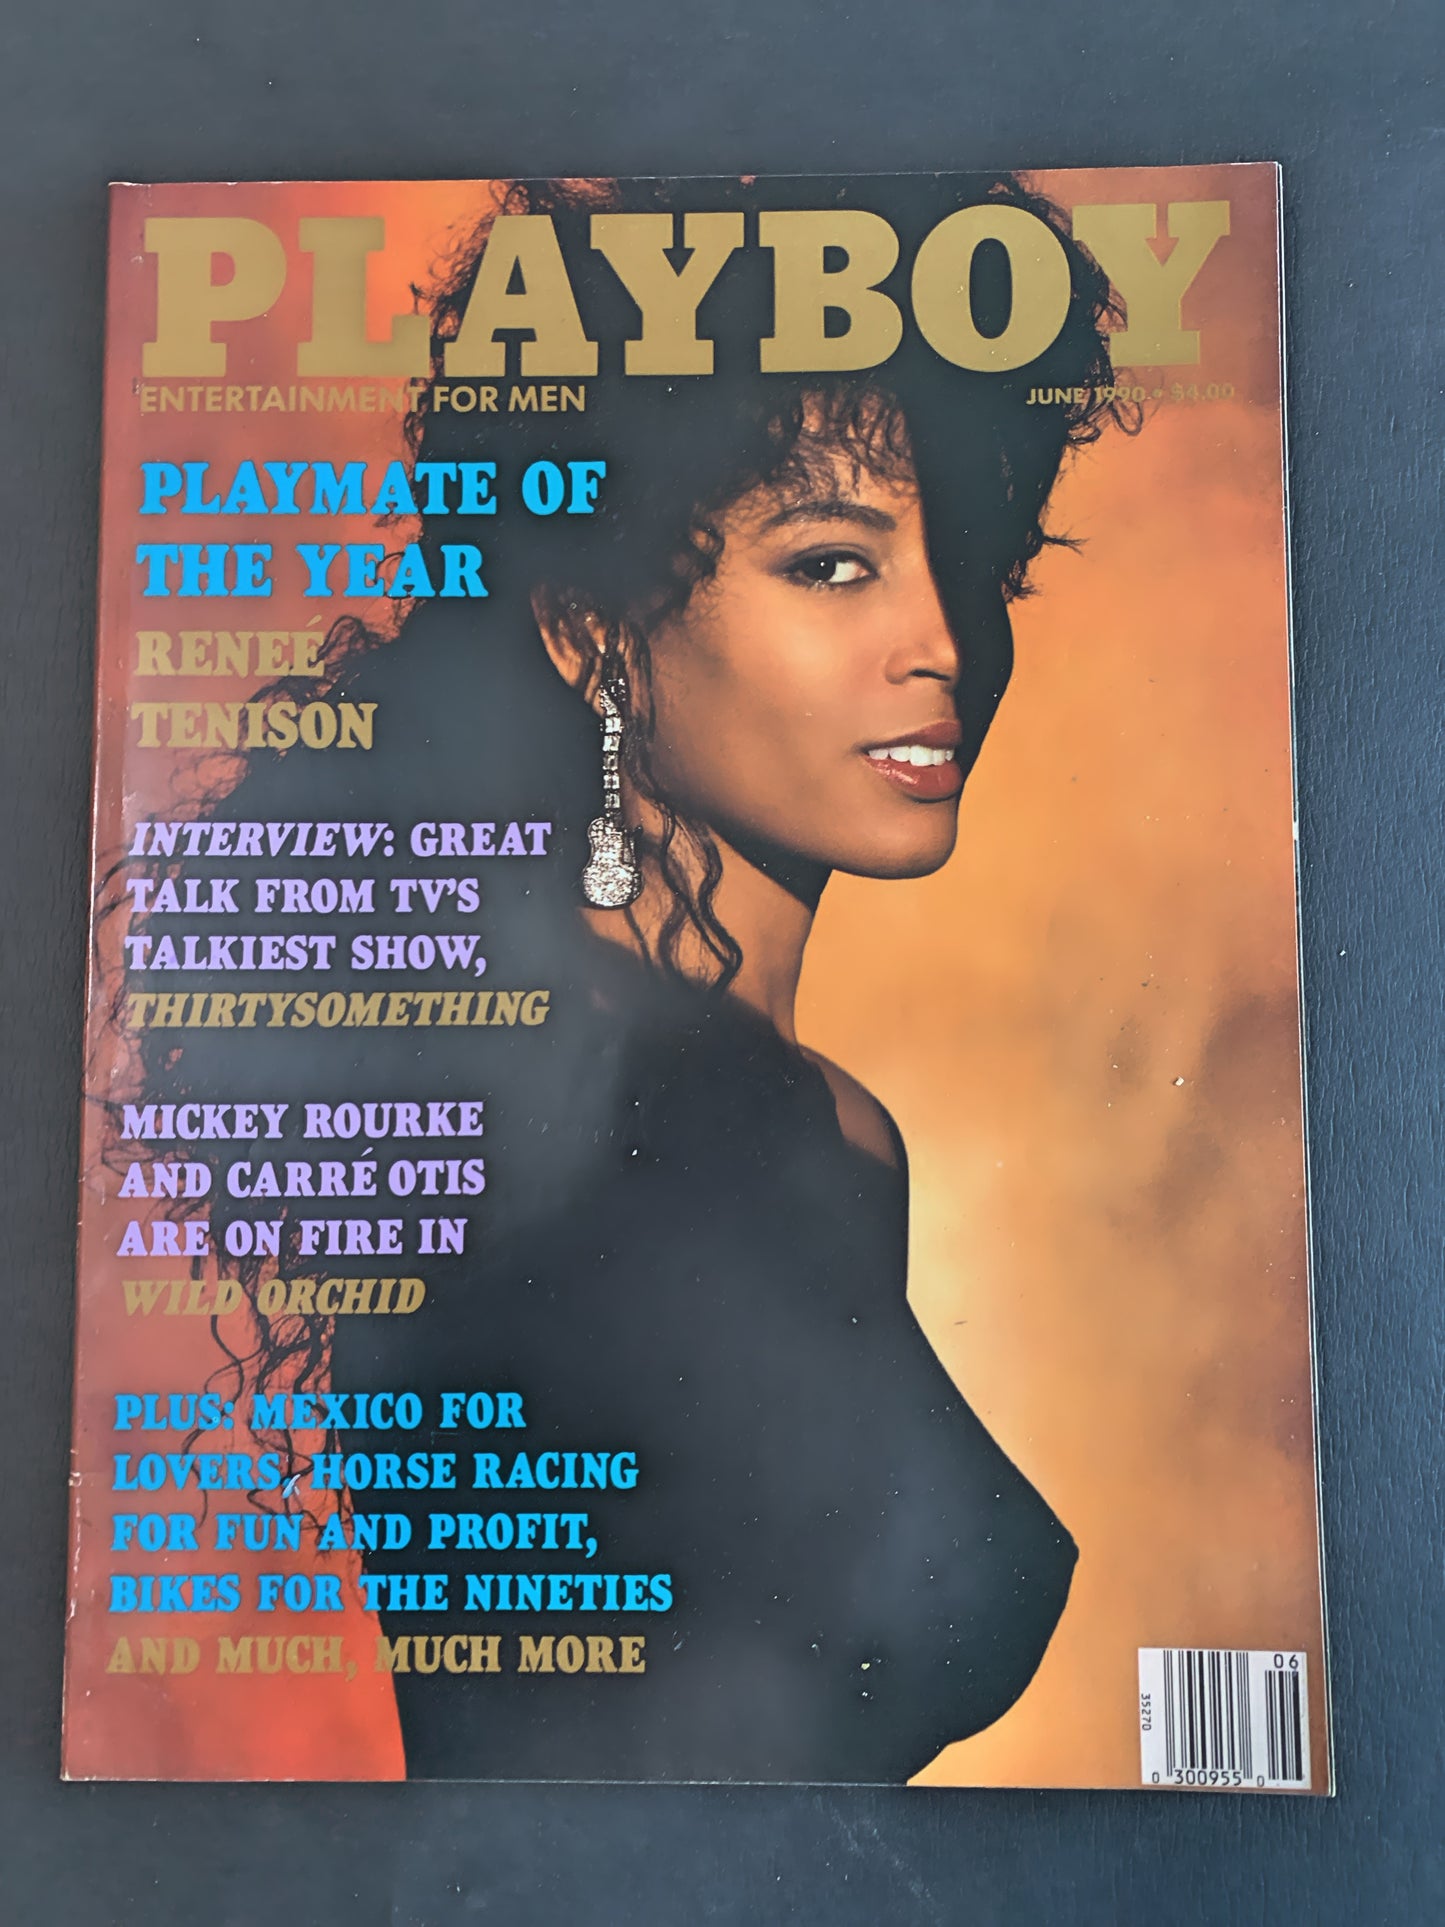 PLAYBOY
ENTERTAINMENT FOR MEN
JUNE 1990 • $4.00
PLAYMATE OF
THE YEAR
RENEÉ
TENISON
INTERVIEW: GREAT
TALK FROM TV'S
TALKIEST SHOW,
THIRTYSOMETHING
MICKEY ROURKE
AND CARRÉ OTIS
ARE ON FIRE IN
WILD ORCHID
PLUS: MEXICO FOR
LOVERS, HORSE RACING
FOR FUN AND PROFIT,
BIKES FOR THE NINETIES
AND MUCH, MUCH MORE
06
35270
0 300955 0